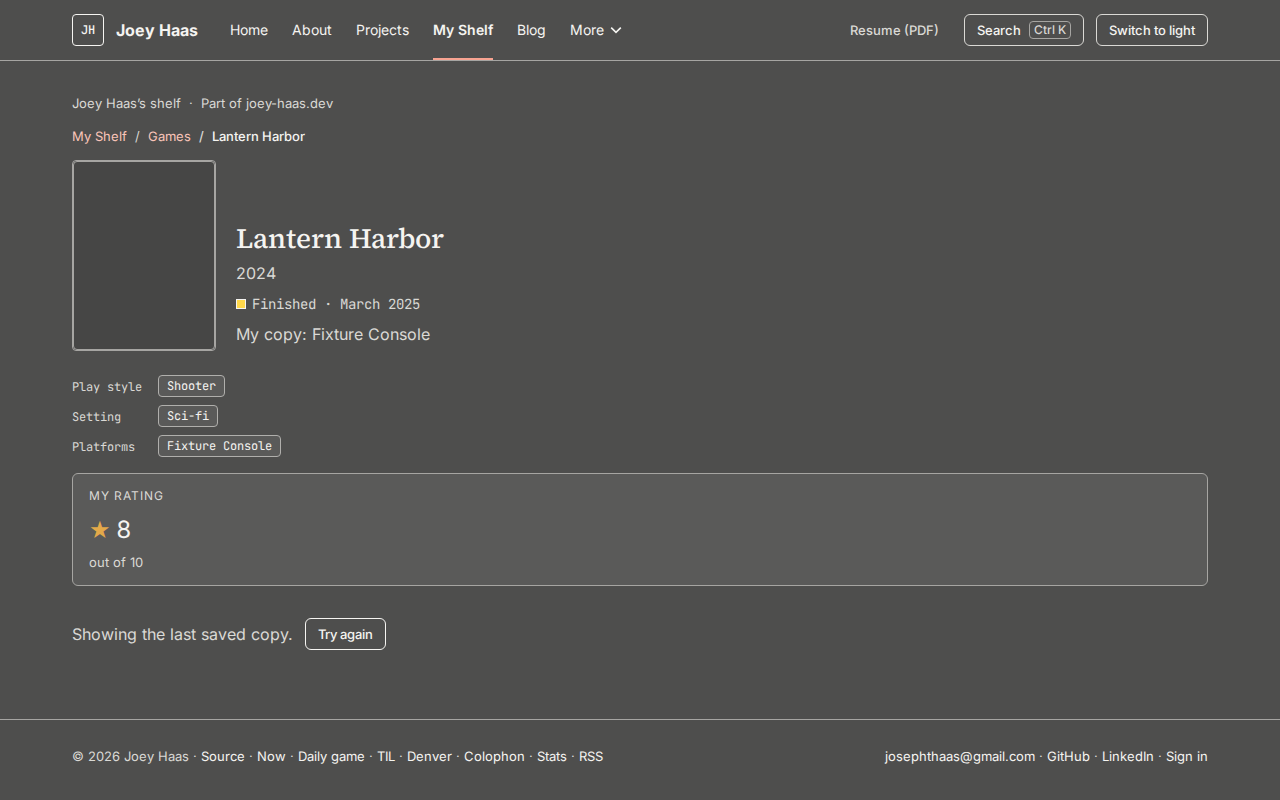 JH Joey Haas Home About Projects My Shelf Blog More Resume (PDF) Search Ctrl K Switch to light
Joey Haas’s shelf · Part of joey-haas.dev
My Shelf / Games / Lantern Harbor
Lantern Harbor
2024
Finished · March 2025
My copy: Fixture Console
Play style Shooter
Setting Sci-fi
Platforms Fixture Console
MY RATING
★ 8
out of 10
Showing the last saved copy. Try again
© 2026 Joey Haas · Source · Now · Daily game · TIL · Denver · Colophon · Stats · RSS josephthaas@gmail.com · GitHub · LinkedIn · Sign in